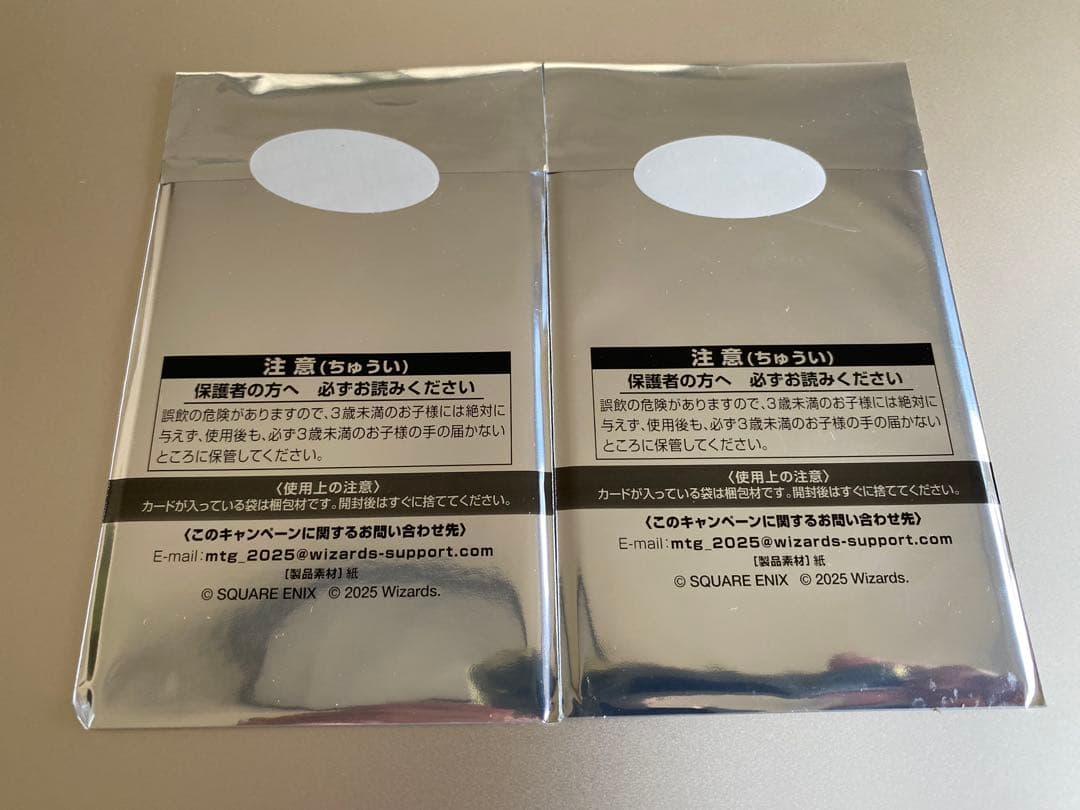 注意(ちゅうい)
保護者の方へ 必ずお読みください
誤飲の危険がありますので、3歳未満のお子様には絶対に
与えず、使用後も、必ず3歳未満のお子様の手の届かない
ところに保管してください。
〈使用上の注意〉
カードが入っている袋は梱包材です。開封後はすぐに捨ててください。
〈このキャンペーンに関するお問い合わせ先〉
E-mail:mtg_2025@wizards-support.com
[製品素材]紙
© SQUARE ENIX © 2025 Wizards.
注意(ちゅうい)
保護者の方へ 必ずお読みください
誤飲の危険がありますので、3歳未満のお子様には絶対に
与えず、使用後も、必ず3歳未満のお子様の手の届かない
ところに保管してください。
〈使用上の注意〉
カードが入っている袋は梱包材です。開封後はすぐに捨ててください。
〈このキャンペーンに関するお問い合わせ先〉
E-mail:mtg_2025@wizards-support.com
[製品素材]紙
© SQUARE ENIX © 2025 Wizards.